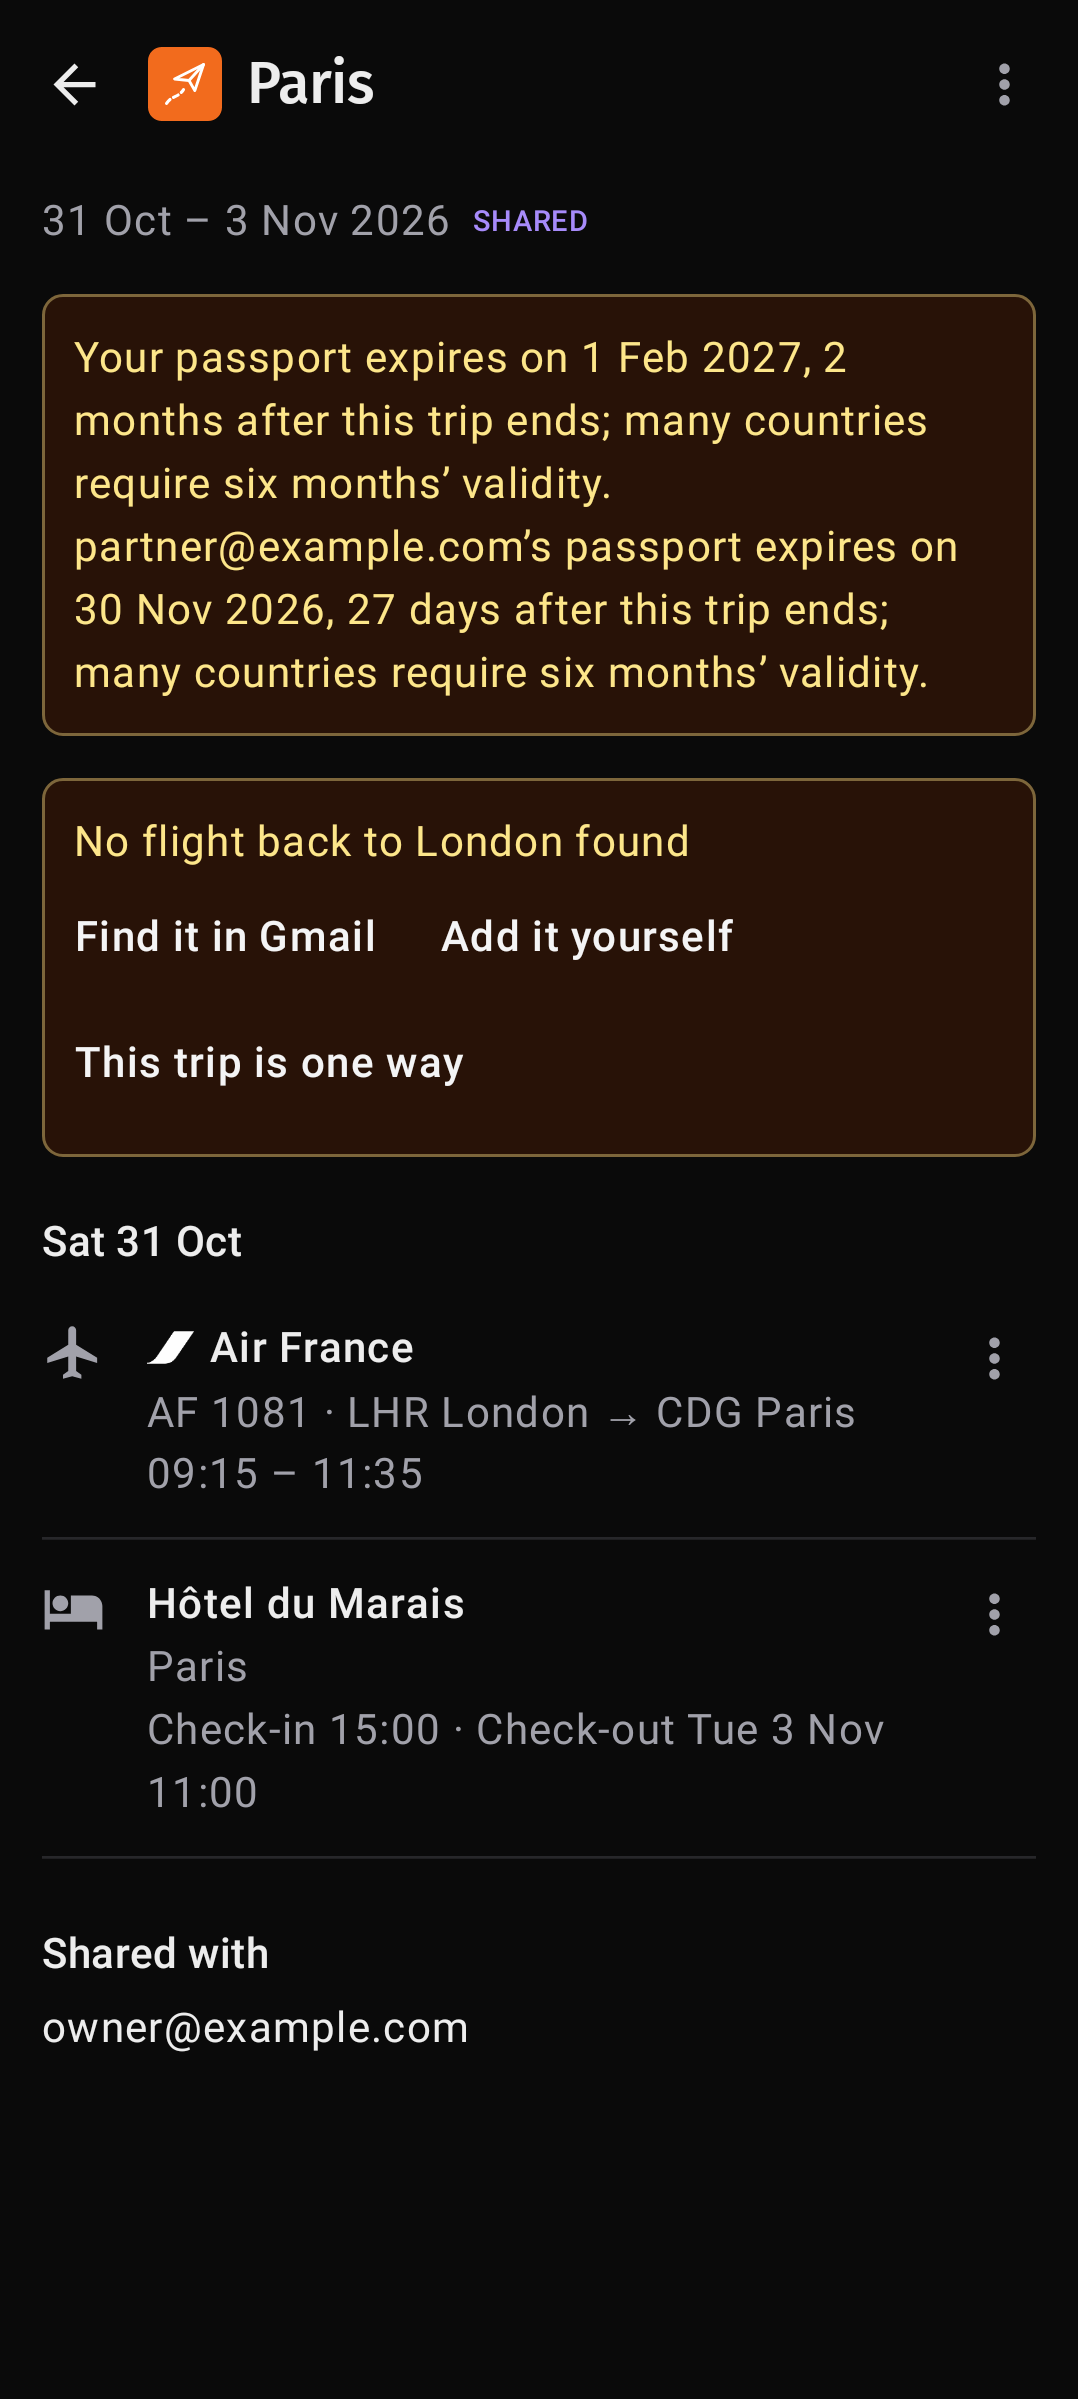 Paris
31 Oct – 3 Nov 2026 SHARED
Your passport expires on 1 Feb 2027, 2
months after this trip ends; many countries
require six months’ validity.
partner@example.com’s passport expires on
30 Nov 2026, 27 days after this trip ends;
many countries require six months’ validity.
No flight back to London found
Find it in Gmail Add it yourself
This trip is one way
Sat 31 Oct
Air France
AF 1081 · LHR London → CDG Paris
09:15 – 11:35
Hôtel du Marais
Paris
Check-in 15:00 · Check-out Tue 3 Nov
11:00
Shared with
owner@example.com